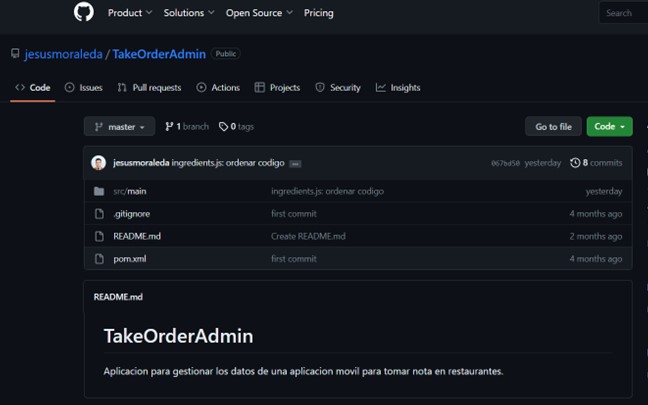 Product Solutions Open Source Pricing Search
jesusmoraleda / TakeOrderAdmin Public
Code Issues Pull requests Actions Projects Security Insights
master 1 branch 0 tags Go to file Code
jesusmoraleda ingredients.js: ordenar codigo ... 067bd50 yesterday 8 commits
src/main ingredients.js: ordenar codigo yesterday
.gitignore first commit 4 months ago
README.md Create README.md 2 months ago
pom.xml first commit 4 months ago
README.md
TakeOrderAdmin
Aplicacion para gestionar los datos de una aplicacion movil para tomar nota en restaurantes.